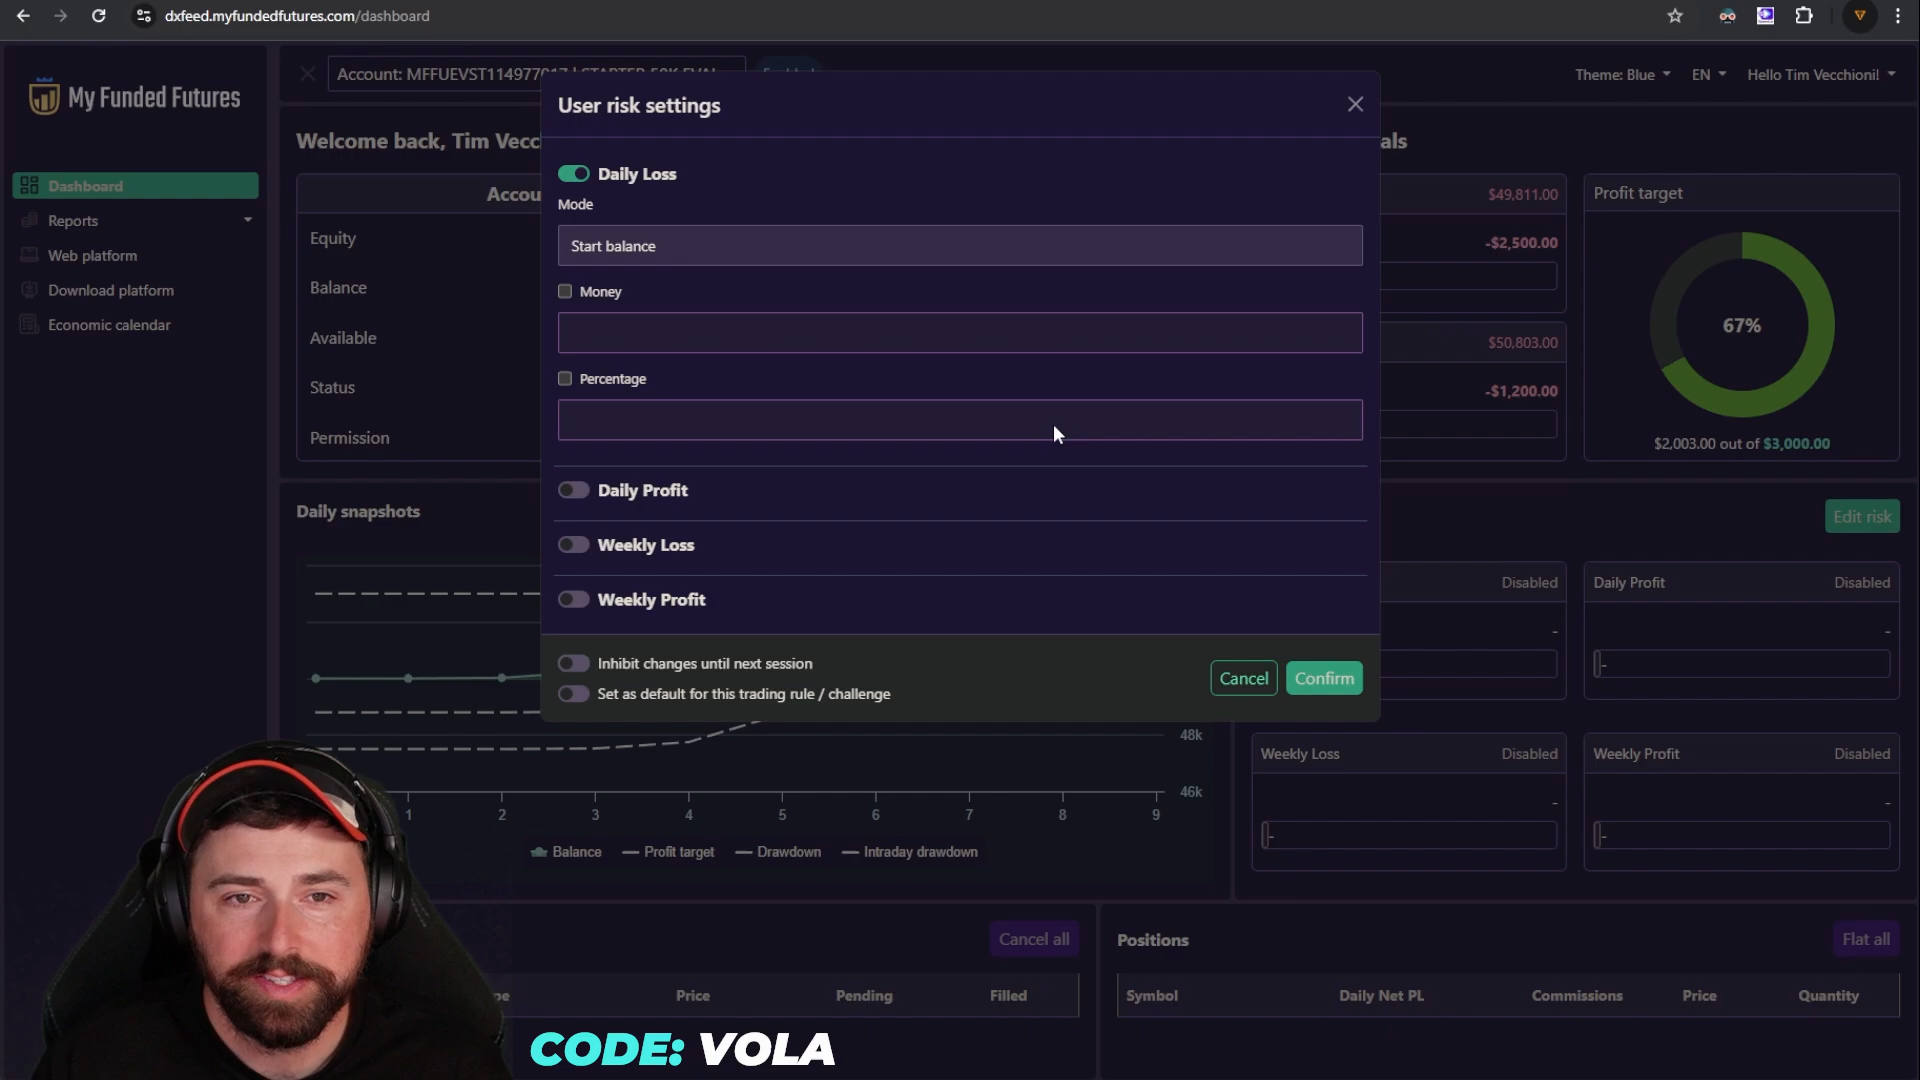 dxfeed.myfundedfutures.com/dashboard
My Funded Futures
Account: MFFUEVST114977
Theme: Blue
EN
Hello Tim Vecchioni!
Dashboard
Reports
Web platform
Download platform
Economic calendar
Welcome back, Tim Vecc
Accou
Equity
Balance
Available
Status
Permission
User risk settings
Daily Loss
Mode
Start balance
Money
Percentage
Daily Profit
Weekly Loss
Weekly Profit
Inhibit changes until next session
Set as default for this trading rule / challenge
Cancel
Confirm
als
$49,811.00
-$2,500.00
$50,803.00
-$1,200.00
Profit target
67%
$2,003.00 out of $3,000.00
Daily snapshots
48k
46k
1 2 3 4 5 6 7 8 9
Balance Profit target Drawdown Intraday drawdown
Edit risk
Disabled
-
Daily Profit Disabled
-
-
Weekly Loss Disabled
-
-
Weekly Profit Disabled
-
-
Cancel all
pe Price Pending Filled
Positions
Flat all
Symbol Daily Net PL Commissions Price Quantity
CODE: VOLA